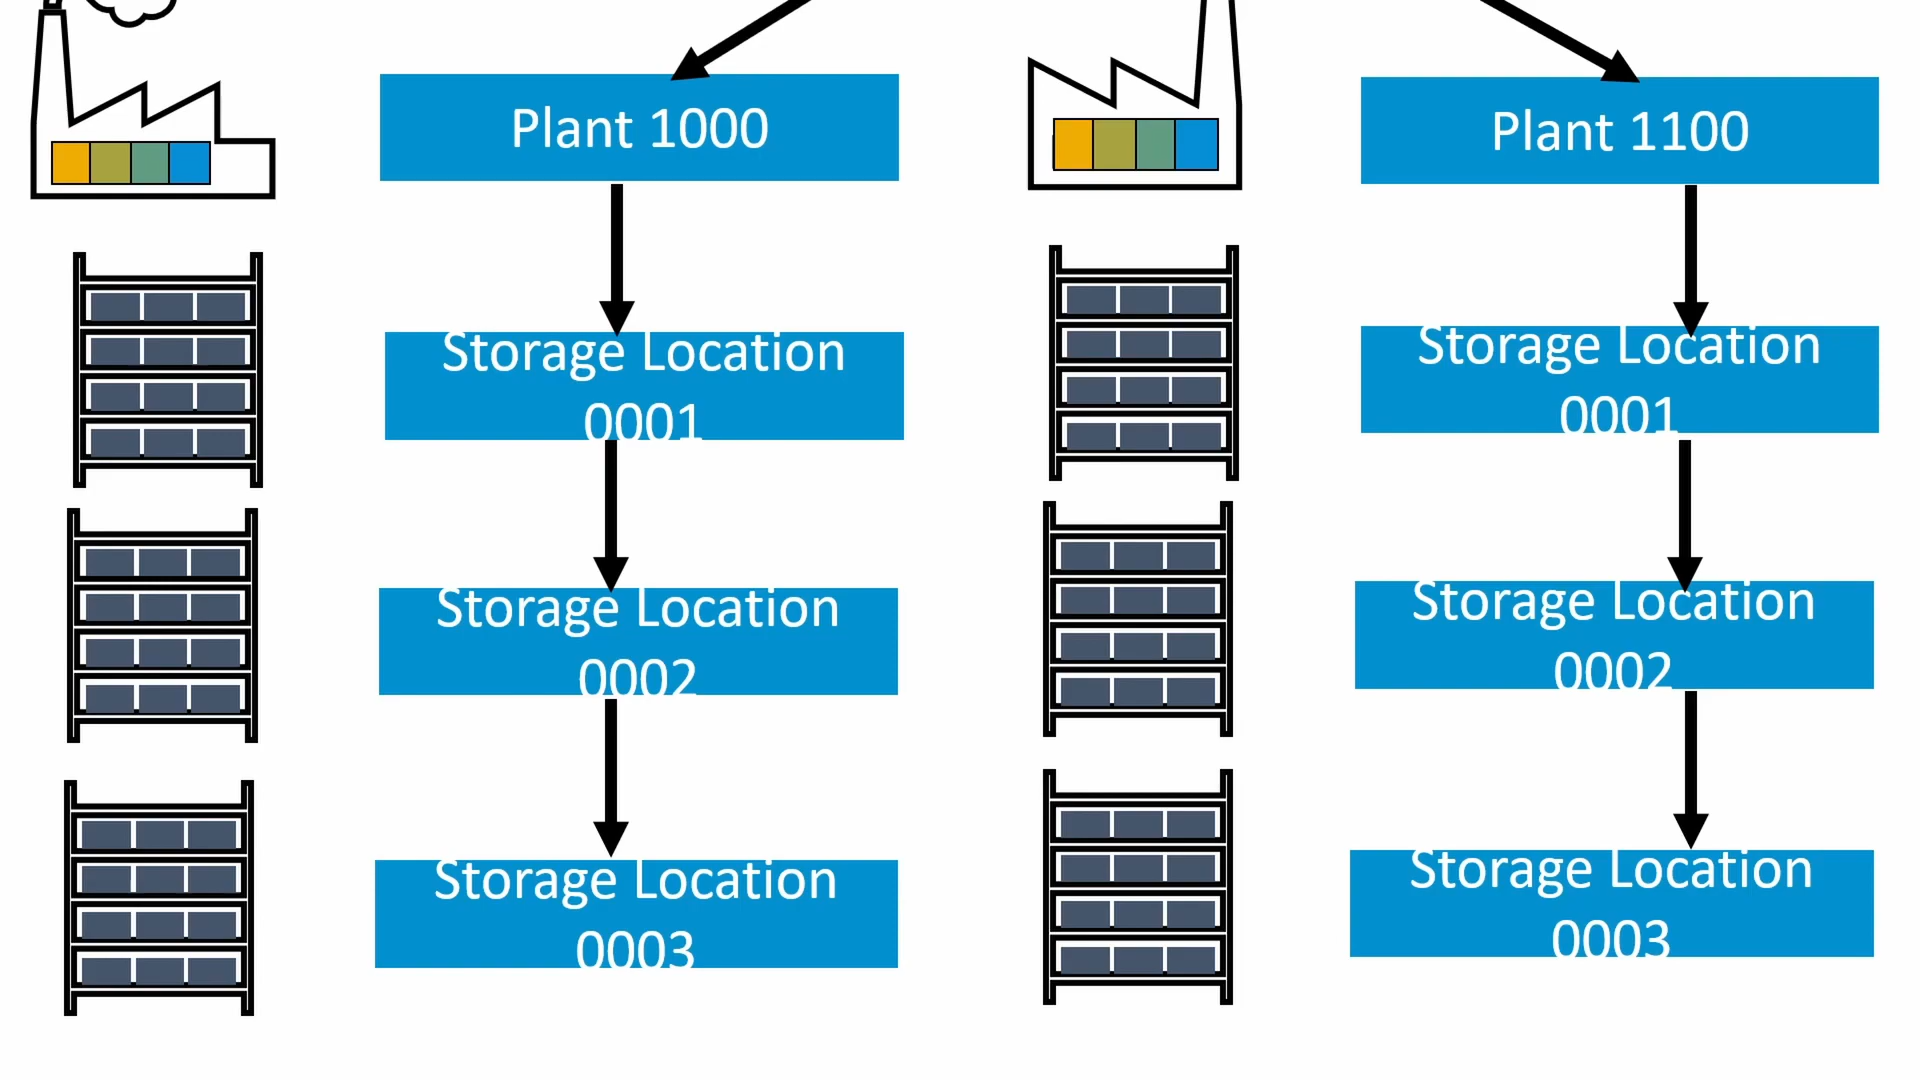 Plant 1000
Storage Location
0001
Storage Location
0002
Storage Location
0003
Plant 1100
Storage Location
0001
Storage Location
0002
Storage Location
0003